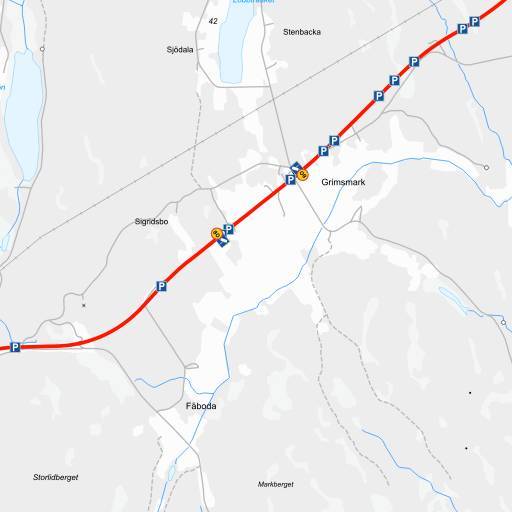 42
Stenbacka
Sjödala
P
P
P
P
P
P
P
P
Grimsmark
Sigridsbo
P
P
P
Fäboda
Storlidberget
Markberget